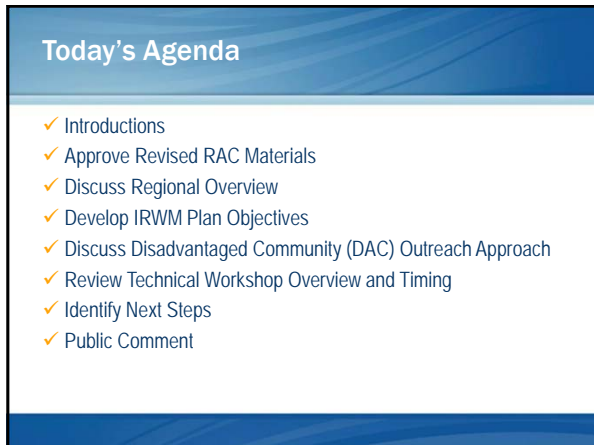 Today's Agenda
✓ Introductions
✓ Approve Revised RAC Materials
✓ Discuss Regional Overview
✓ Develop IRWM Plan Objectives
✓ Discuss Disadvantaged Community (DAC) Outreach Approach
✓ Review Technical Workshop Overview and Timing
✓ Identify Next Steps
✓ Public Comment